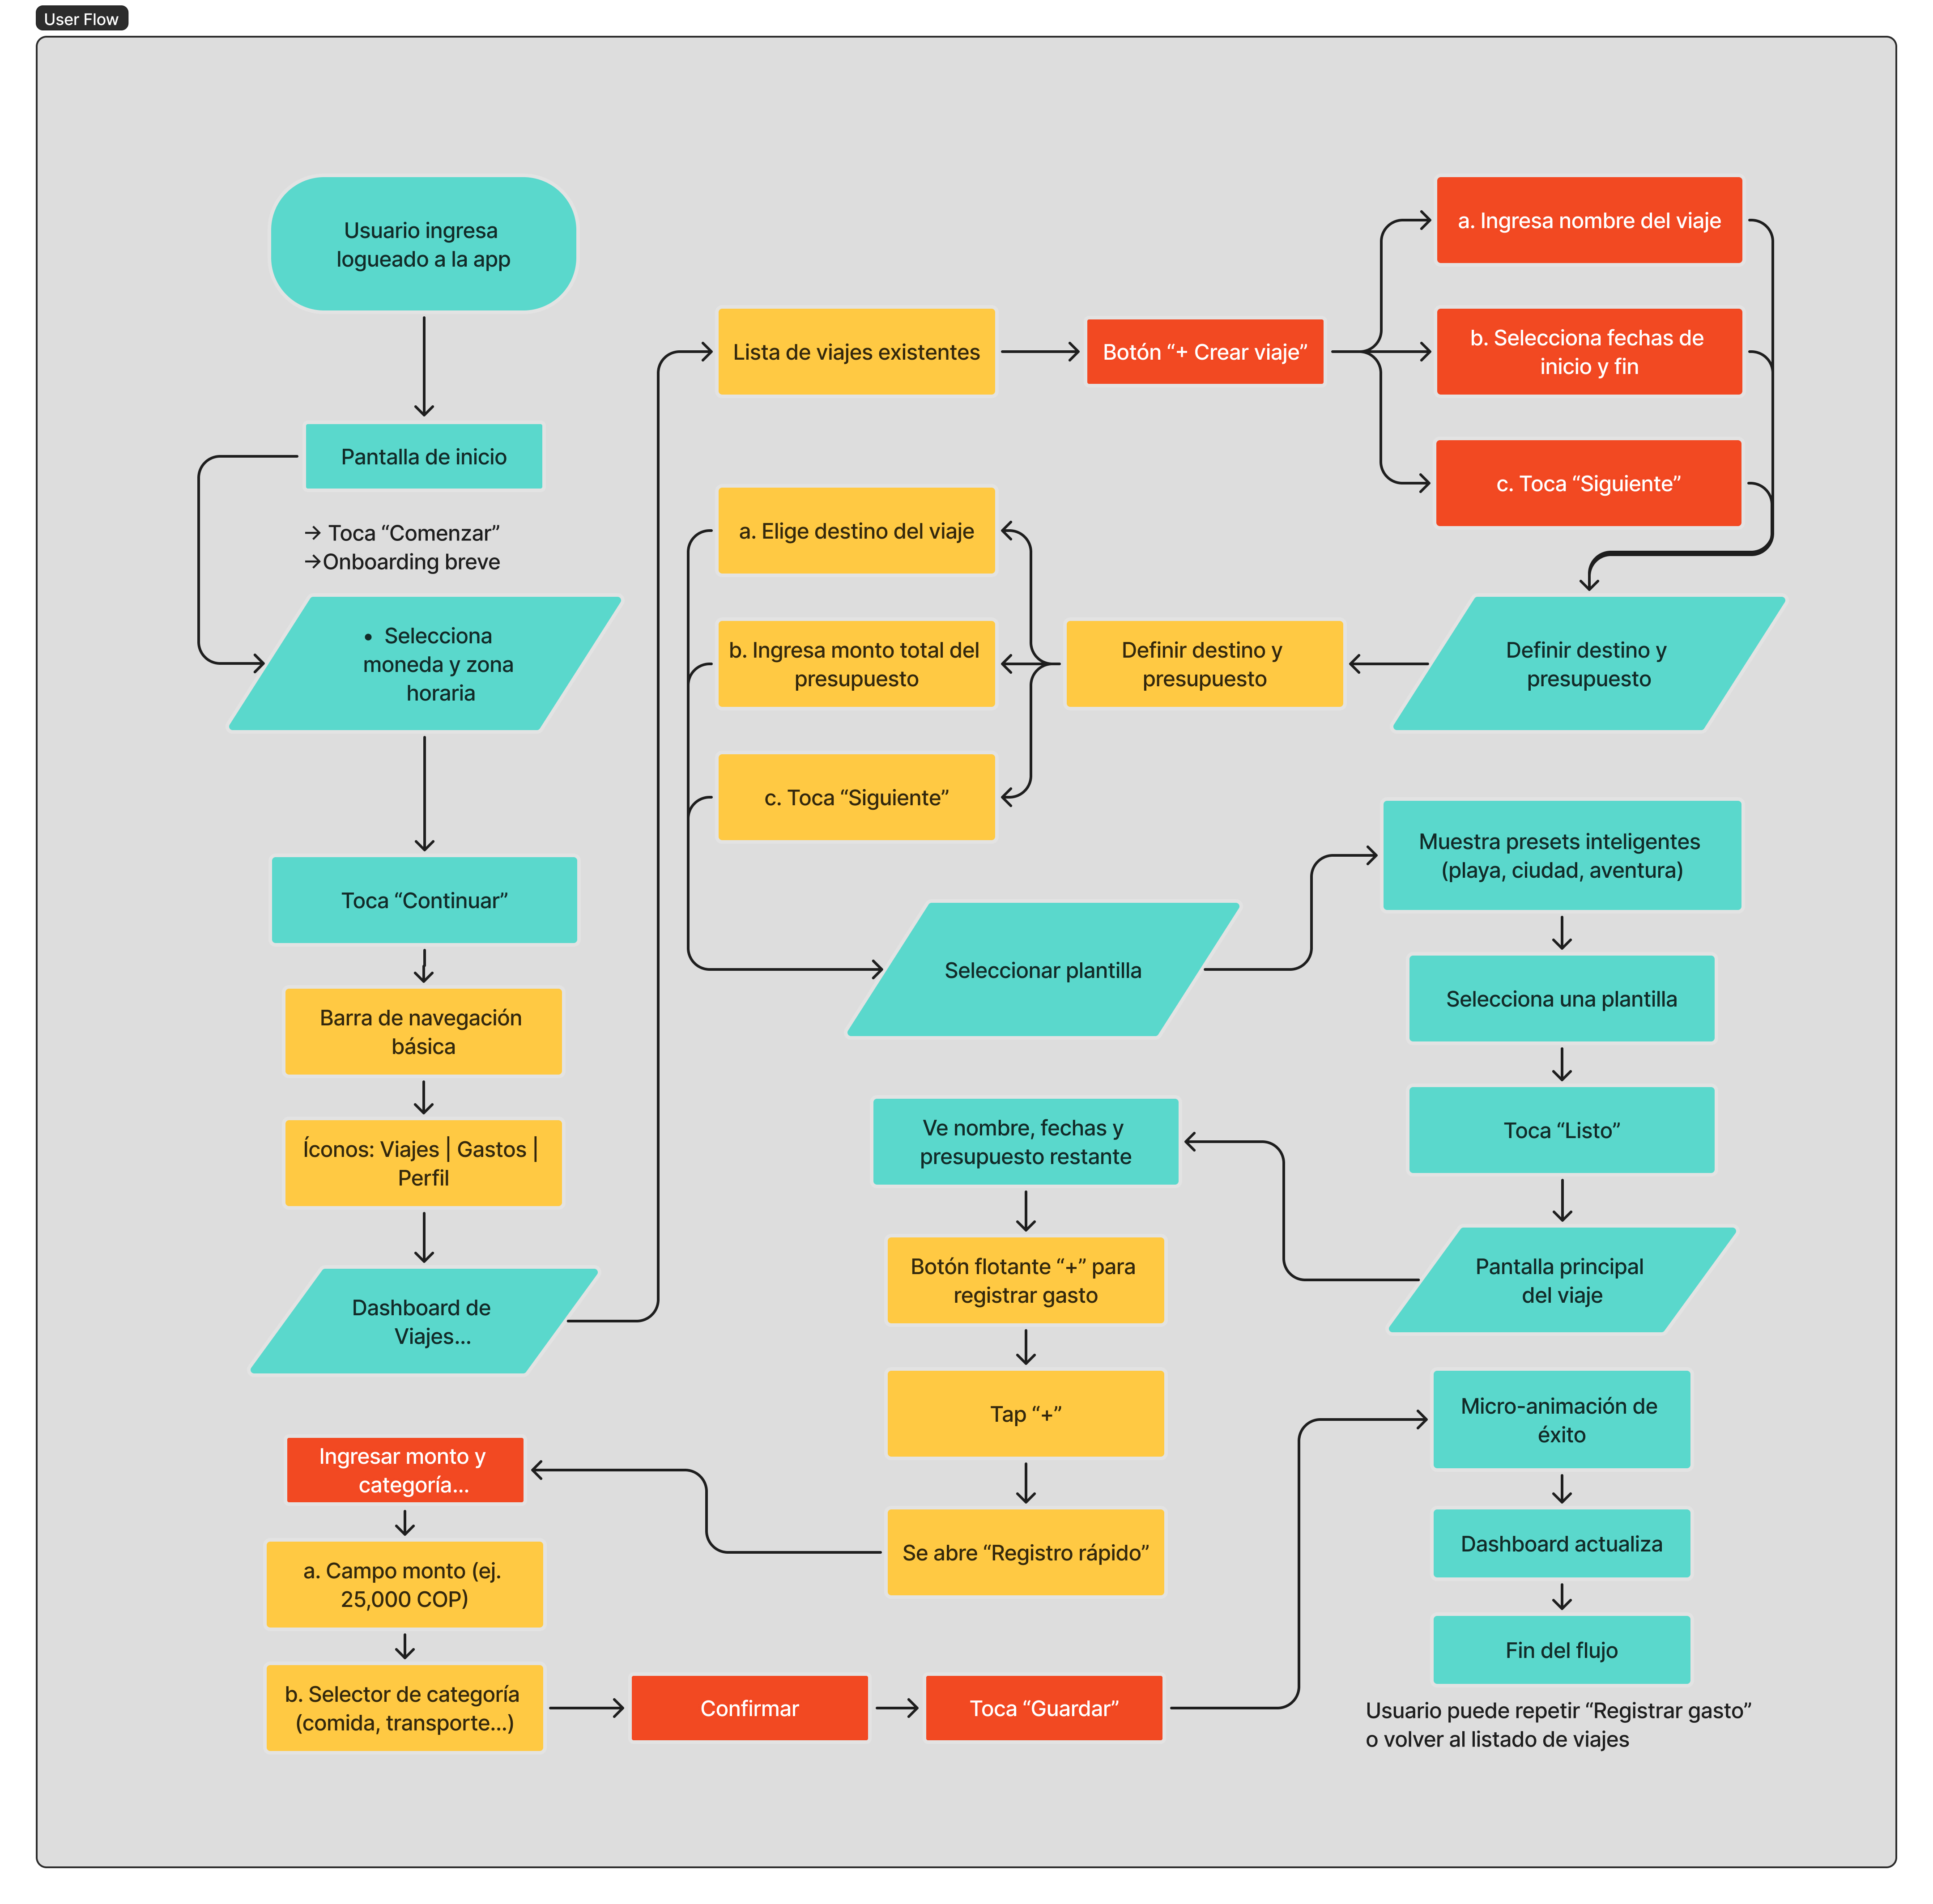 User Flow
Usuario ingresa
logueado a la app
Pantalla de inicio
→ Toca “Comenzar”
→Onboarding breve
• Selecciona
moneda y zona
horaria
Toca “Continuar”
Barra de navegación
básica
Íconos: Viajes | Gastos |
Perfil
Dashboard de
Viajes...
Lista de viajes existentes
Botón “+ Crear viaje”
a. Ingresa nombre del viaje
b. Selecciona fechas de
inicio y fin
c. Toca “Siguiente”
Definir destino y
presupuesto
Definir destino y
presupuesto
a. Elige destino del viaje
b. Ingresa monto total del
presupuesto
c. Toca “Siguiente”
Seleccionar plantilla
Muestra presets inteligentes
(playa, ciudad, aventura)
Selecciona una plantilla
Toca “Listo”
Pantalla principal
del viaje
Ve nombre, fechas y
presupuesto restante
Botón flotante “+” para
registrar gasto
Tap “+”
Se abre “Registro rápido”
Ingresar monto y
categoría...
a. Campo monto (ej.
25,000 COP)
b. Selector de categoría
(comida, transporte...)
Confirmar
Toca “Guardar”
Micro-animación de
éxito
Dashboard actualiza
Fin del flujo
Usuario puede repetir “Registrar gasto”
o volver al listado de viajes